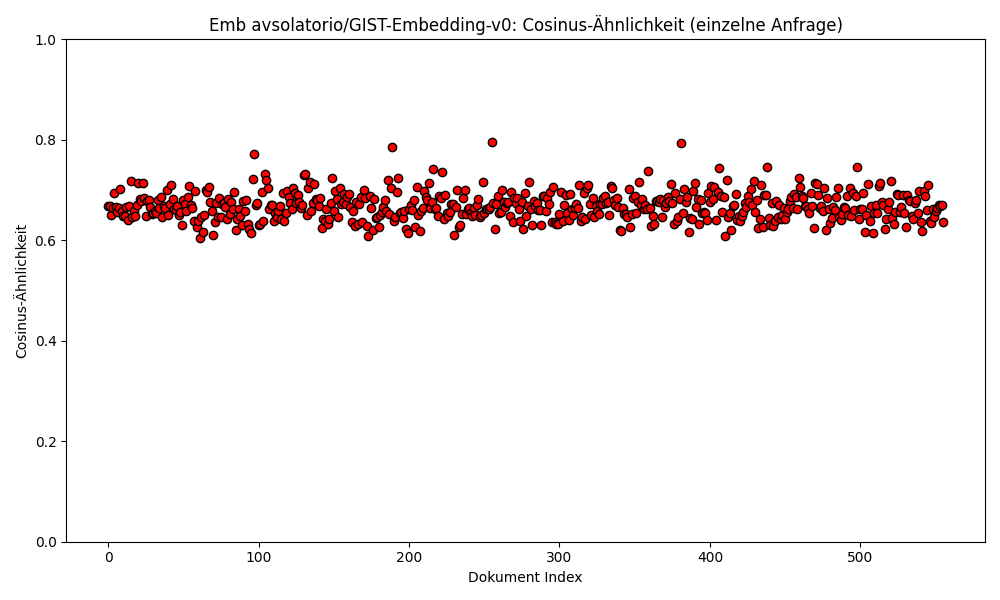 Emb avsolatorio/GIST-Embedding-v0: Cosinus-Ähnlichkeit (einzelne Anfrage)
1.0
0.8
0.6
0.4
0.2
0.0
Cosinus-Ähnlichkeit
0 100 200 300 400 500
Dokument Index